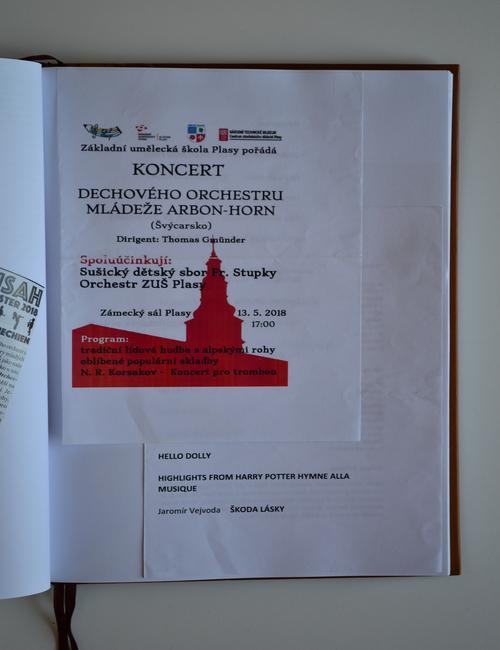 NÁRODNÍ TECHNICKÉ MUZEUM
Základní umělecká škola Plasy pořádá
KONCERT
DECHOVÉHO ORCHESTRU
MLÁDEŽE ARBON-HORN
(Švýcarsko)
Dirigent: Thomas Gmünder
Spoluúčinkují:
Sušický dětský sbor Fr. Stupky
Orchestr ZUŠ Plasy
Zámecký sál Plasy 13. 5. 2018
17:00
Program:
tradiční lidová hudba s alpskými rohy
oblíbené populární skladby
N. R. Korsakov - Koncert pro trombon
HELLO DOLLY
HIGHLIGHTS FROM HARRY POTTER HYMNE ALLA
MUSIQUE
Jaromír Vejvoda ŠKODA LÁSKY